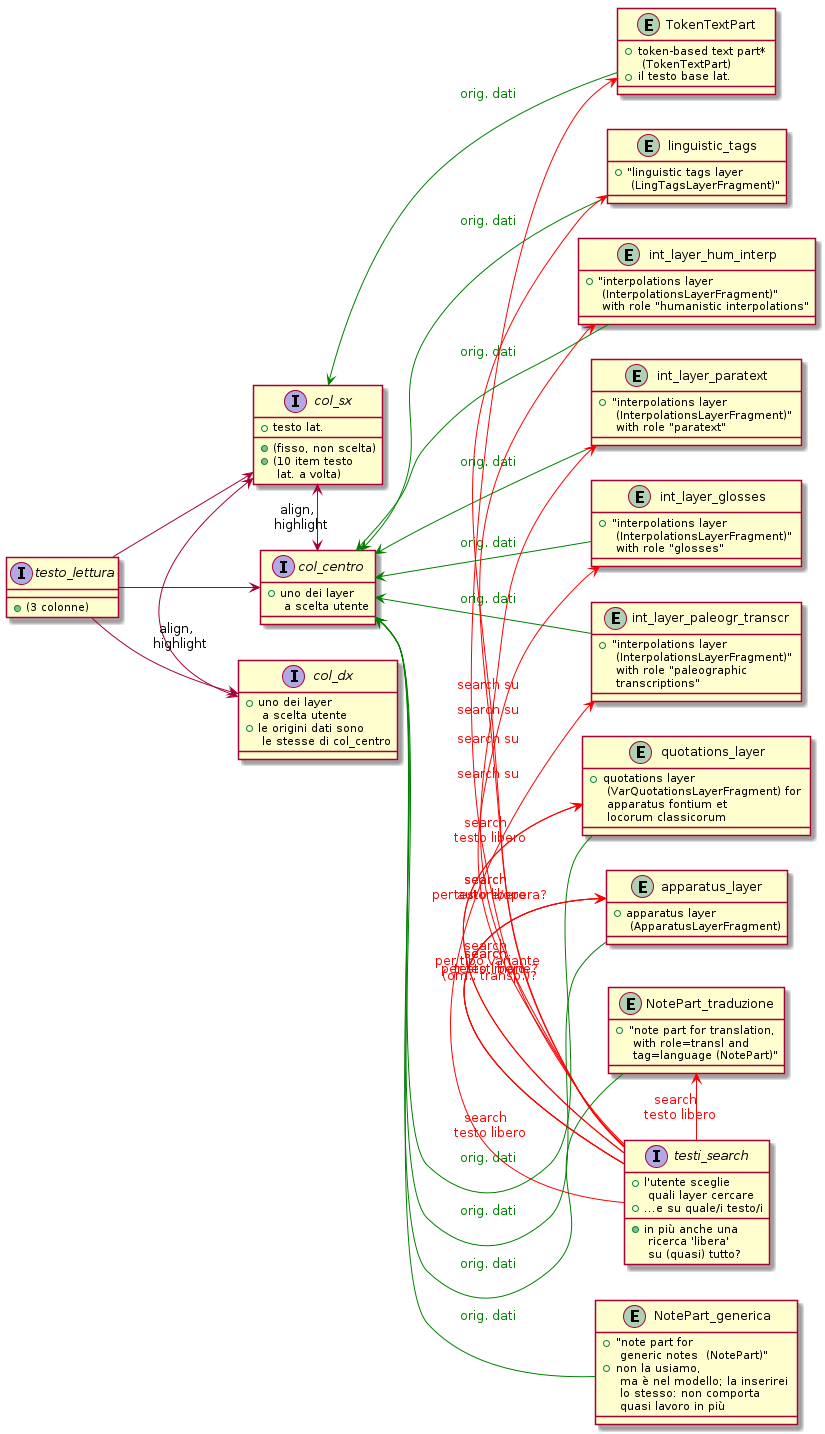 E TokenTextPart
token-based text part*
(TokenTextPart)
il testo base lat.
orig. dati
E linguistic_tags
"linguistic tags layer
(LingTagsLayerFragment)"
orig. dati
E int_layer_hum_interp
"interpolations layer
(InterpolationsLayerFragment)"
with role "humanistic interpolations"
orig. dati
E int_layer_paratext
"interpolations layer
(InterpolationsLayerFragment)"
with role "paratext"
orig. dati
I col_sx
testo lat.
(fisso, non scelta)
(10 item testo
lat. a volta)
E int_layer_glosses
"interpolations layer
(InterpolationsLayerFragment)"
with role "glosses"
align,
highlight
orig. dati
I testo_lettura
(3 colonne)
I col_centro
uno dei layer
a scelta utente
orig. dati
E int_layer_paleogr_transcr
"interpolations layer
(InterpolationsLayerFragment)"
with role "paleographic
transcriptions"
align,
highlight
I col_dx
uno dei layer
a scelta utente
le origini dati sono
le stesse di col_centro
search su
search su
search su
search su
E quotations_layer
quotations layer
(VarQuotationsLayerFragment) for
apparatus fontium et
locorum classicorum
search
testo libero
E apparatus_layer
apparatus layer
(ApparatusLayerFragment)
search
search
per tipo variante
(om., transp.)?
search
E NotePart_traduzione
"note part for translation,
with role=transl and
tag=language (NotePart)"
search
testo libero
search
testo libero
I testi_search
l'utente sceglie
quali layer cercare
...e su quale/i testo/i
in più anche una
ricerca 'libera'
su (quasi) tutto?
orig. dati
orig. dati
orig. dati
orig. dati
E NotePart_generica
"note part for
generic notes  (NotePart)"
non la usiamo,
ma è nel modello; la inserirei
lo stesso: non comporta
quasi lavoro in più